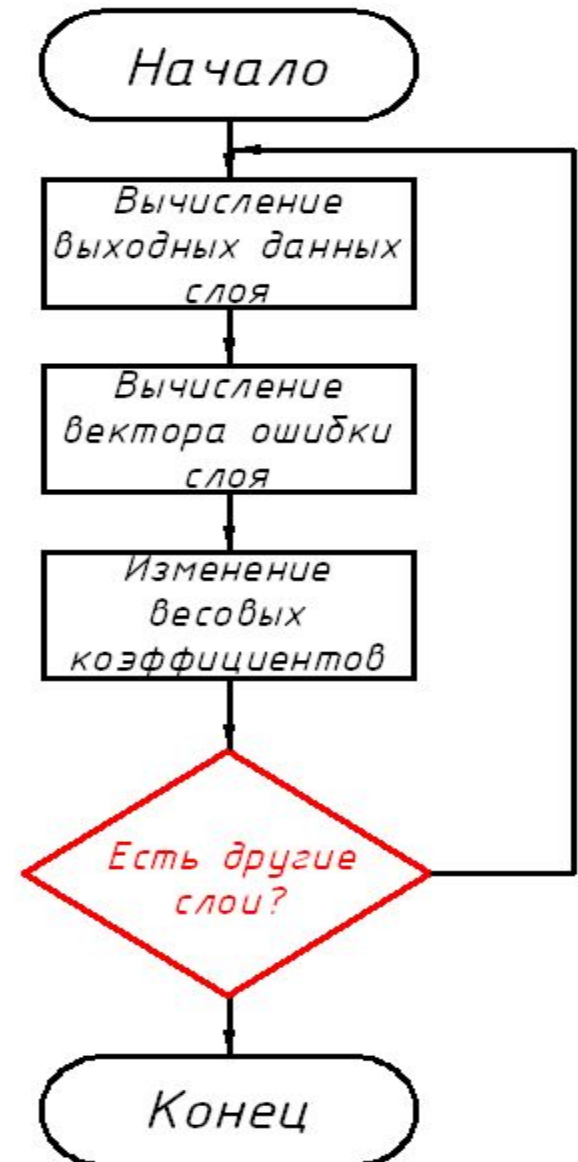 Начало
Вычисление
выходных данных
слоя
Вычисление
вектора ошибки
слоя
Изменение
весовых
коэффициентов
Есть другие
слои?
Конец